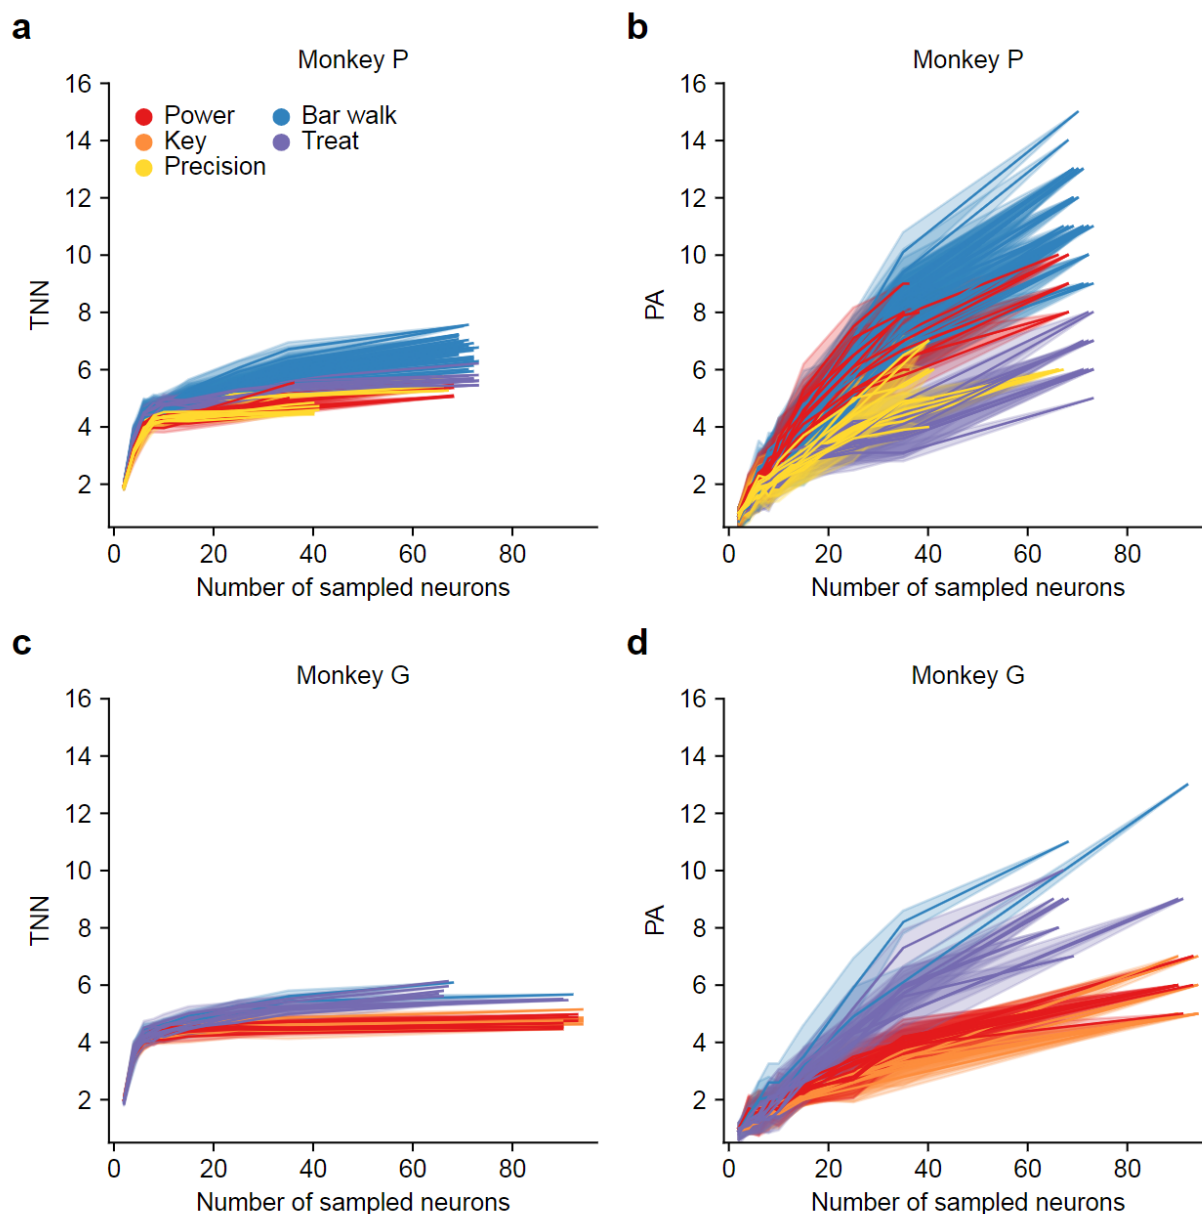 a
Monkey P
16
14
12
10
8
6
4
2
TNN
Power
Key
Precision
Bar walk
Treat
0 20 40 60 80
Number of sampled neurons
b
Monkey P
16
14
12
10
8
6
4
2
PA
0 20 40 60 80
Number of sampled neurons
c
Monkey G
16
14
12
10
8
6
4
2
TNN
0 20 40 60 80
Number of sampled neurons
d
Monkey G
16
14
12
10
8
6
4
2
PA
0 20 40 60 80
Number of sampled neurons